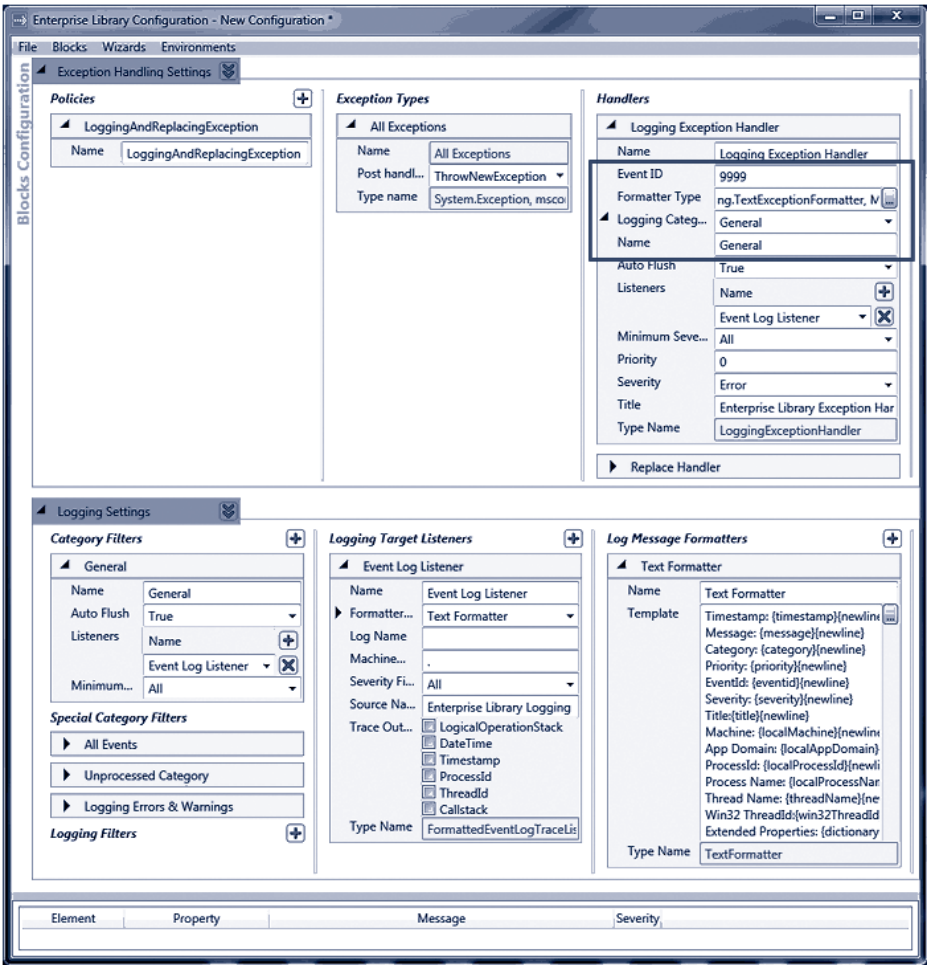 Enterprise Library Configuration - New Configuration *
File Blocks Wizards Environments
Blocks Configuration
Exception Handling Settings
Policies
LoggingAndReplacingException
Name LoggingAndReplacingException
Exception Types
All Exceptions
Name All Exceptions
Post handl... ThrowNewException
Type name System.Exception, msco
Handlers
Logging Exception Handler
Name Logging Exception Handler
Event ID 9999
Formatter Type ng.TextExceptionFormatter, M
Logging Categ... General
Name General
Auto Flush True
Listeners Name
Event Log Listener
Minimum Seve... All
Priority 0
Severity Error
Title Enterprise Library Exception Har
Type Name LoggingExceptionHandler
Replace Handler
Logging Settings
Category Filters
General
Name General
Auto Flush True
Listeners Name
Event Log Listener
Minimum... All
Special Category Filters
All Events
Unprocessed Category
Logging Errors & Warnings
Logging Filters
Logging Target Listeners
Event Log Listener
Name Event Log Listener
Formatter... Text Formatter
Log Name
Machine... .
Severity Fi... All
Source Na... Enterprise Library Logging
Trace Out... LogicalOperationStack
DateTime
Timestamp
ProcessId
ThreadId
Callstack
Type Name FormattedEventLogTraceLis
Log Message Formatters
Text Formatter
Name Text Formatter
Template Timestamp: {timestamp}{newline
Message: {message}{newline}
Category: {category}{newline}
Priority: {priority}{newline}
EventId: {eventid}{newline}
Severity: {severity}{newline}
Title:{title}{newline}
Machine: {localMachine}{newline
App Domain: {localAppDomain}
ProcessId: {localProcessId}{newli
Process Name: {localProcessNar
Thread Name: {threadName}{ne
Win32 ThreadId:{win32ThreadId
Extended Properties: {dictionary
Type Name TextFormatter
Element Property Message Severity